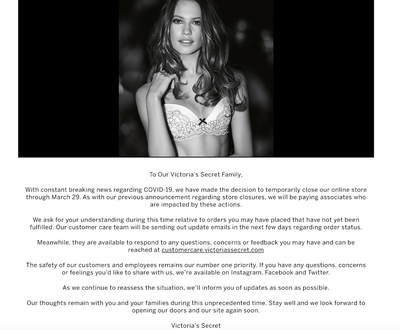 To Our Victoria's Secret Family,
With constant breaking news regarding COVID-19, we have made the decision to temporarily close our online store
through March 29. As with our previous announcement regarding store closures, we will be paying associates who
are impacted by these actions.
We ask for your understanding during this time relative to orders you may have placed that have not yet been
fulfilled. Our customer care team will be sending out update emails in the next few days regarding order status.
Meanwhile, they are available to respond to any questions, concerns or feedback you may have and can be
reached at customercare.victoriassecret.com
The safety of our customers and employees remains our number one priority. If you have any questions, concerns
or feelings you'd like to share with us, we're available on Instagram, Facebook and Twitter.
As we continue to reassess the situation, we'll inform you of updates as soon as possible.
Our thoughts remain with you and your families during this unprecedented time. Stay well and we look forward to
opening our doors and our site again soon.
Victoria's Secret